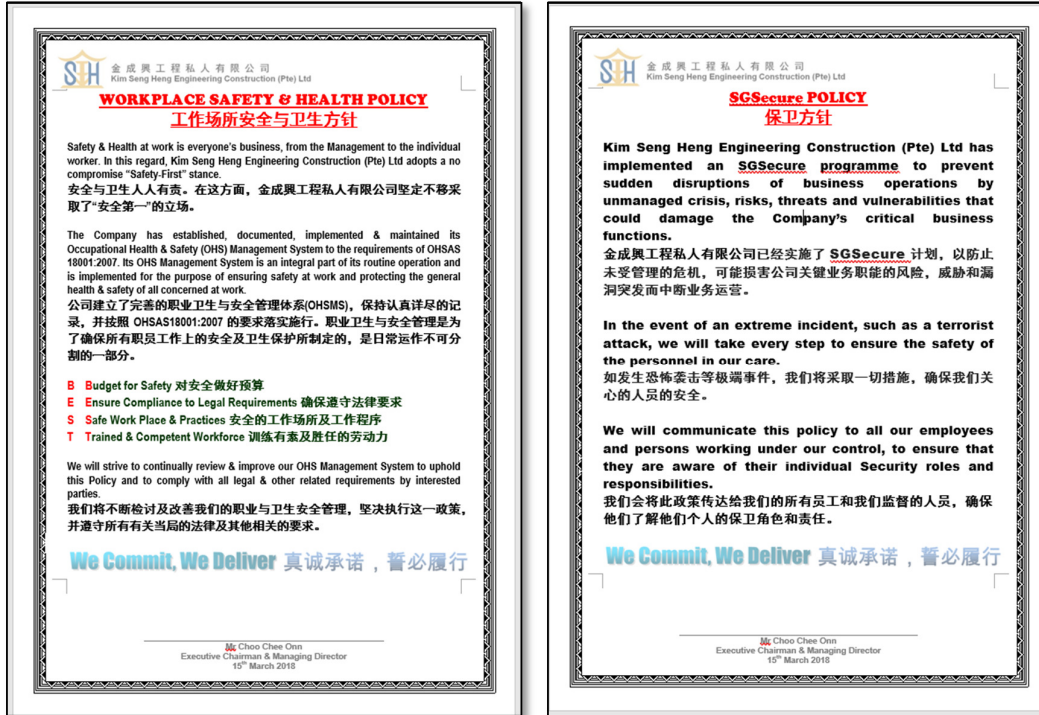 金成興工程私人有限公司
Kim Seng Heng Engineering Construction (Pte) Ltd
WORKPLACE SAFETY & HEALTH POLICY
工作场所安全与卫生方针
Safety & Health at work is everyone's business, from the Management to the individual
worker. In this regard, Kim Seng Heng Engineering Construction (Pte) Ltd adopts a no
compromise "Safety-First" stance.
安全与卫生人人有责。在这方面，金成興工程私人有限公司坚定不移采
取了“安全第一”的立场。
The Company has established, documented, implemented & maintained its
Occupational Health & Safety (OHS) Management System to the requirements of OHSAS
18001:2007. Its OHS Management System is an integral part of its routine operation and
is implemented for the purpose of ensuring safety at work and protecting the general
health & safety of all concerned at work.
公司建立了完善的职业卫生与安全管理体系(OHSMS)，保持认真详尽的记
录，并按照 OHSAS18001:2007 的要求落实施行。职业卫生与安全管理是为
了确保所有职员工作上的安全及卫生保护所制定的，是日常运作不可分
割的一部分。
B Budget for Safety 对安全做好预算
E Ensure Compliance to Legal Requirements 确保遵守法律要求
S Safe Work Place & Practices 安全的工作场所及工作程序
T Trained & Competent Workforce 训练有素及胜任的劳动力
We will strive to continually review & improve our OHS Management System to uphold
this Policy and to comply with all legal & other related requirements by interested
parties.
我们将不断检讨及改善我们的职业与卫生安全管理，坚决执行这一政策，
并遵守所有有关当局的法律及其他相关的要求。
We Commit, We Deliver 真诚承诺，誓必履行
Mr Choo Chee Onn
Executive Chairman & Managing Director
15th March 2018
金成興工程私人有限公司
Kim Seng Heng Engineering Construction (Pte) Ltd
SGSecure POLICY
保卫方针
Kim Seng Heng Engineering Construction (Pte) Ltd has
implemented an SGSecure programme to prevent
sudden disruptions of business operations by
unmanaged crisis, risks, threats and vulnerabilities that
could damage the Company's critical business
functions.
金成興工程私人有限公司已经实施了 SGSecure 计划，以防止
未受管理的危机，可能损害公司关键业务职能的风险，威胁和漏
洞突发而中断业务运营。
In the event of an extreme incident, such as a terrorist
attack, we will take every step to ensure the safety of
the personnel in our care.
如发生恐怖袭击等极端事件，我们将采取一切措施，确保我们关
心的人员的安全。
We will communicate this policy to all our employees
and persons working under our control, to ensure that
they are aware of their individual Security roles and
responsibilities.
我们会将此政策传达给我们的所有员工和我们监督的人员，确保
他们了解他们个人的保卫角色和责任。
We Commit, We Deliver 真诚承诺，誓必履行
Mr Choo Chee Onn
Executive Chairman & Managing Director
15th March 2018